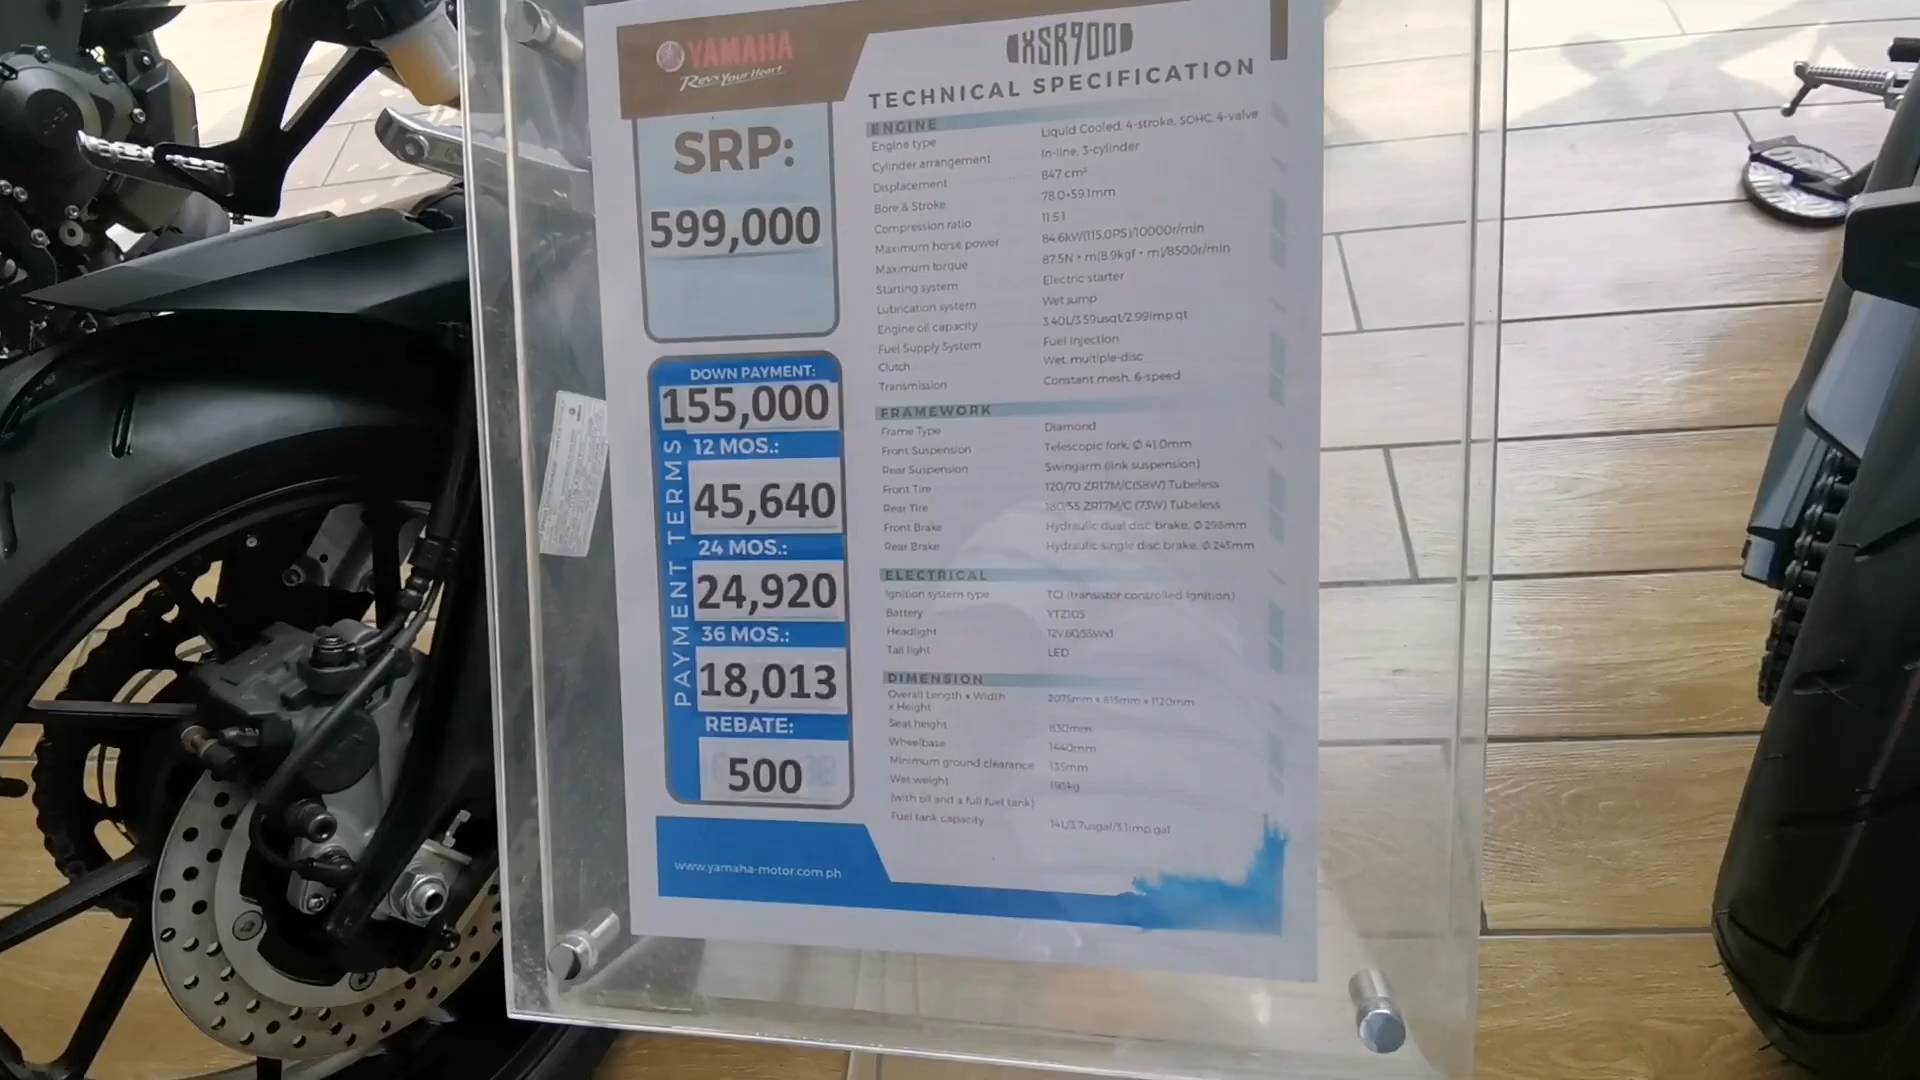 YAMAHA
Revs Your Heart
SRP:
599,000
PAYMENT TERMS
DOWN PAYMENT:
155,000
12 MOS.:
45,640
24 MOS.:
24,920
36 MOS.:
18,013
REBATE:
500
www.yamaha-motor.com.ph
XSR900
TECHNICAL SPECIFICATION
ENGINE
Engine type Liquid Cooled, 4-stroke, SOHC, 4-valve
Cylinder arrangement In-line, 3-cylinder
Displacement 847 cm³
Bore & Stroke 78.0×59.1mm
Compression ratio 11.5:1
Maximum horse power 84.6kW(115.0PS)/10000r/min
Maximum torque 87.5N・m(8.9kgf・m)/8500r/min
Starting system Electric starter
Lubrication system Wet sump
Engine oil capacity 3.40L/3.59usqt/2.99Imp.qt
Fuel Supply System Fuel Injection
Clutch Wet, multiple-disc
Transmission Constant mesh, 6-speed
FRAMEWORK
Frame Type Diamond
Front Suspension Telescopic fork, Ø 41.0mm
Rear Suspension Swingarm (link suspension)
Front Tire 120/70 ZR17M/C(58W) Tubeless
Rear Tire 180/55 ZR17M/C (73W) Tubeless
Front Brake Hydraulic dual disc brake, Ø 298mm
Rear Brake Hydraulic single disc brake, Ø 245mm
ELECTRICAL
Ignition system type TCI (transistor controlled ignition)
Battery YTZ10S
Headlight 12V 60/55Wx1
Tail light LED
DIMENSION
Overall Length x Width
x Height 2075mm x 815mm x 1120mm
Seat height 830mm
Wheelbase 1440mm
Minimum ground clearance 135mm
Wet weight 195kg
(with oil and a full fuel tank)
Fuel tank capacity 14L/3.7usgal/3.1Imp.gal